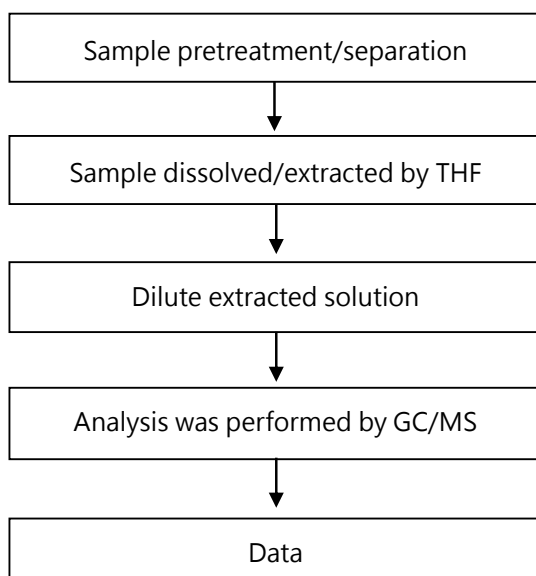 Sample pretreatment/separation
Sample dissolved/extracted by THF
Dilute extracted solution
Analysis was performed by GC/MS
Data